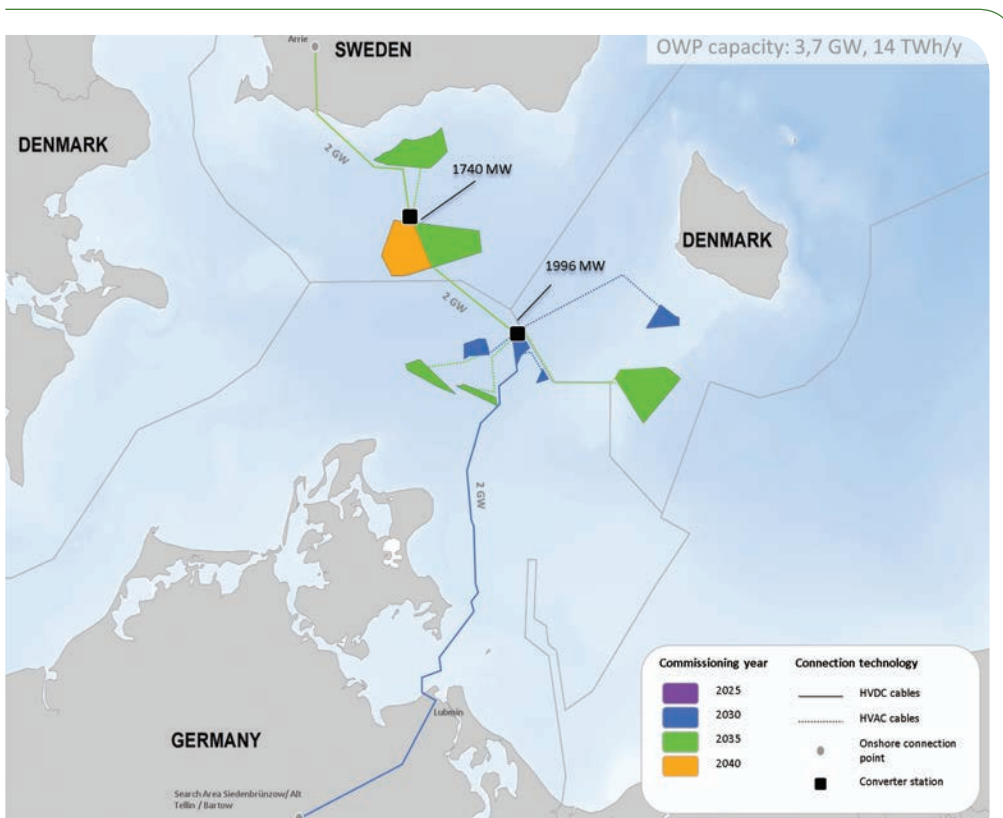 Arrie
SWEDEN
OWP capacity: 3,7 GW, 14 TWh/y
DENMARK
2 GW
1740 MW
DENMARK
1996 MW
2 GW
2 GW
Lubmin
GERMANY
Search Area Siedenbrünzow/ Alt
Tellin / Bartow
Commissioning year
2025
2030
2035
2040
Connection technology
HVDC cables
HVAC cables
Onshore connection
point
Converter station